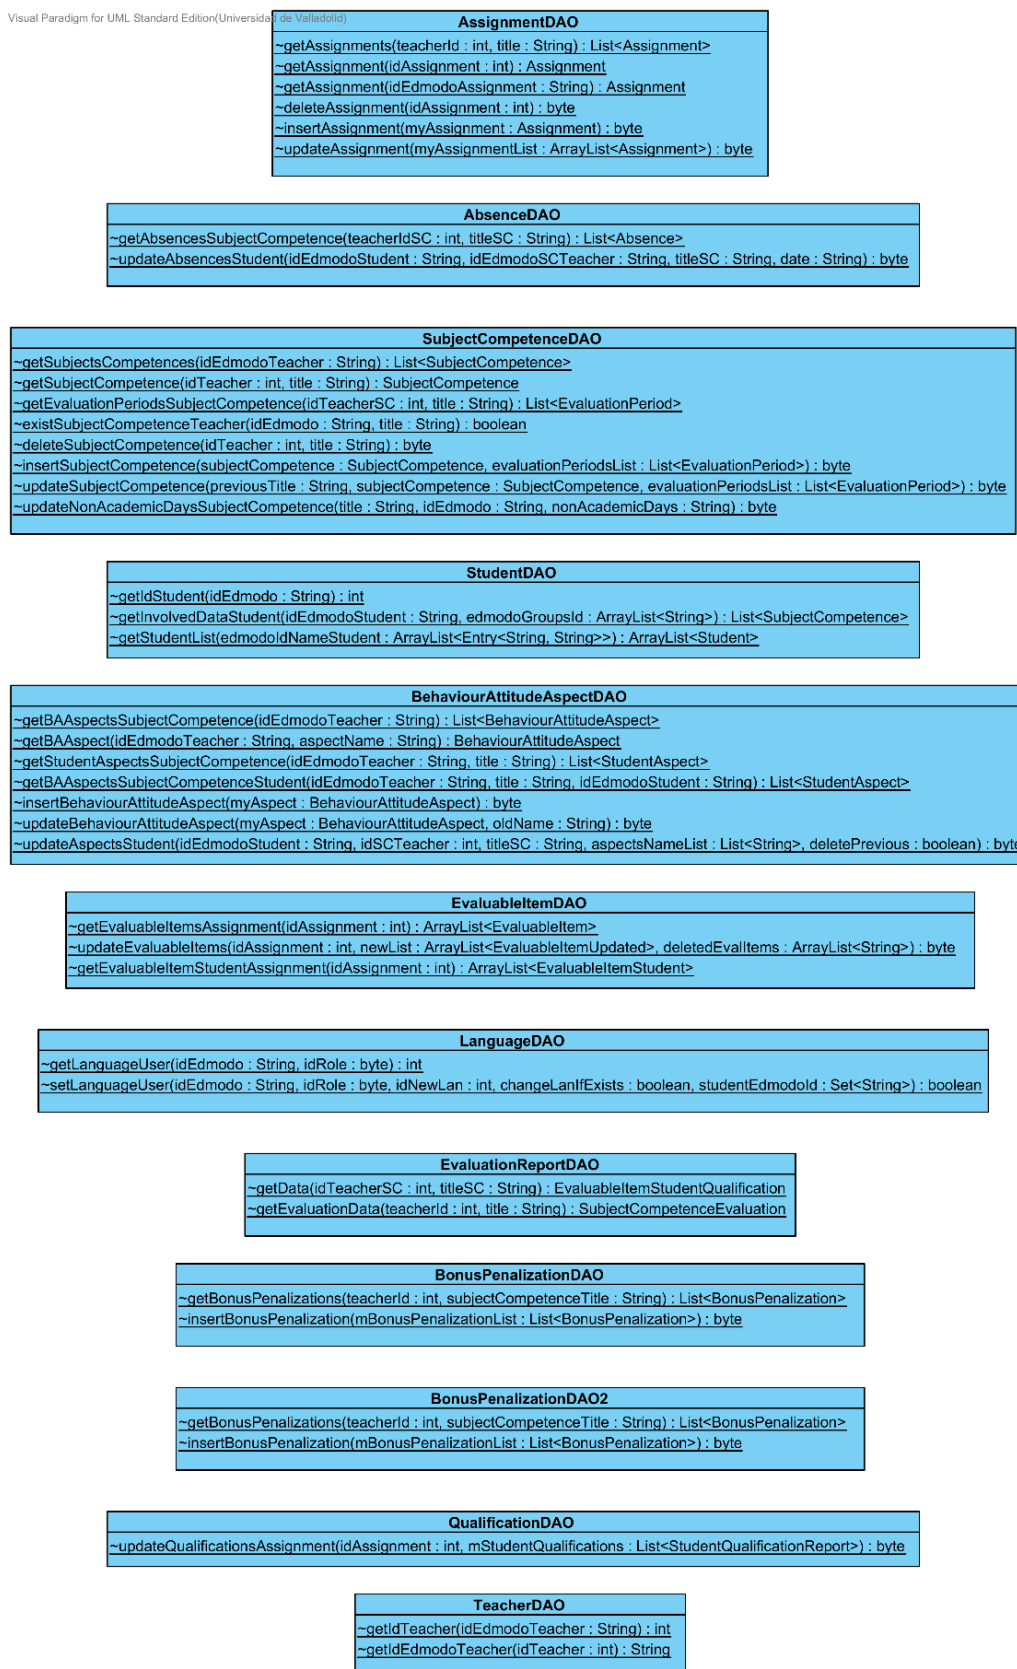 Visual Paradigm for UML Standard Edition(Universidad de Valladolid)
AssignmentDAO
~getAssignments(teacherId : int, title : String) : List<Assignment>
~getAssignment(idAssignment : int) : Assignment
~getAssignment(idEdmodoAssignment : String) : Assignment
~deleteAssignment(idAssignment : int) : byte
~insertAssignment(myAssignment : Assignment) : byte
~updateAssignment(myAssignmentList : ArrayList<Assignment>) : byte
AbsenceDAO
~getAbsencesSubjectCompetence(teacherIdSC : int, titleSC : String) : List<Absence>
~updateAbsencesStudent(idEdmodoStudent : String, idEdmodoSCTeacher : String, titleSC : String, date : String) : byte
SubjectCompetenceDAO
~getSubjectsCompetences(idEdmodoTeacher : String) : List<SubjectCompetence>
~getSubjectCompetence(idTeacher : int, title : String) : SubjectCompetence
~getEvaluationPeriodsSubjectCompetence(idTeacherSC : int, title : String) : List<EvaluationPeriod>
~existSubjectCompetenceTeacher(idEdmodo : String, title : String) : boolean
~deleteSubjectCompetence(idTeacher : int, title : String) : byte
~insertSubjectCompetence(subjectCompetence : SubjectCompetence, evaluationPeriodsList : List<EvaluationPeriod>) : byte
~updateSubjectCompetence(previousTitle : String, subjectCompetence : SubjectCompetence, evaluationPeriodsList : List<EvaluationPeriod>) : byte
~updateNonAcademicDaysSubjectCompetence(title : String, idEdmodo : String, nonAcademicDays : String) : byte
StudentDAO
~getIdStudent(idEdmodo : String) : int
~getInvolvedDataStudent(idEdmodoStudent : String, edmodoGroupsId : ArrayList<String>) : List<SubjectCompetence>
~getStudentList(edmodoIdNameStudent : ArrayList<Entry<String, String>>) : ArrayList<Student>
BehaviourAttitudeAspectDAO
~getBAAspectsSubjectCompetence(idEdmodoTeacher : String) : List<BehaviourAttitudeAspect>
~getBAAspect(idEdmodoTeacher : String, aspectName : String) : BehaviourAttitudeAspect
~getStudentAspectsSubjectCompetence(idEdmodoTeacher : String, title : String) : List<StudentAspect>
~getBAAspectsSubjectCompetenceStudent(idEdmodoTeacher : String, title : String, idEdmodoStudent : String) : List<StudentAspect>
~insertBehaviourAttitudeAspect(myAspect : BehaviourAttitudeAspect) : byte
~updateBehaviourAttitudeAspect(myAspect : BehaviourAttitudeAspect, oldName : String) : byte
~updateAspectsStudent(idEdmodoStudent : String, idSCTeacher : int, titleSC : String, aspectsNameList : List<String>, deletePrevious : boolean) : byte
EvaluableItemDAO
~getEvaluableItemsAssignment(idAssignment : int) : ArrayList<EvaluableItem>
~updateEvaluableItems(idAssignment : int, newList : ArrayList<EvaluableItemUpdated>, deletedEvalItems : ArrayList<String>) : byte
~getEvaluableItemStudentAssignment(idAssignment : int) : ArrayList<EvaluableItemStudent>
LanguageDAO
~getLanguageUser(idEdmodo : String, idRole : byte) : int
~setLanguageUser(idEdmodo : String, idRole : byte, idNewLan : int, changeLanIfExists : boolean, studentEdmodoId : Set<String>) : boolean
EvaluationReportDAO
~getData(idTeacherSC : int, titleSC : String) : EvaluableItemStudentQualification
~getEvaluationData(teacherId : int, title : String) : SubjectCompetenceEvaluation
BonusPenalizationDAO
~getBonusPenalizations(teacherId : int, subjectCompetenceTitle : String) : List<BonusPenalization>
~insertBonusPenalization(mBonusPenalizationList : List<BonusPenalization>) : byte
BonusPenalizationDAO2
~getBonusPenalizations(teacherId : int, subjectCompetenceTitle : String) : List<BonusPenalization>
~insertBonusPenalization(mBonusPenalizationList : List<BonusPenalization>) : byte
QualificationDAO
~updateQualificationsAssignment(idAssignment : int, mStudentQualifications : List<StudentQualificationReport>) : byte
TeacherDAO
~getIdTeacher(idEdmodoTeacher : String) : int
~getIdEdmodoTeacher(idTeacher : int) : String